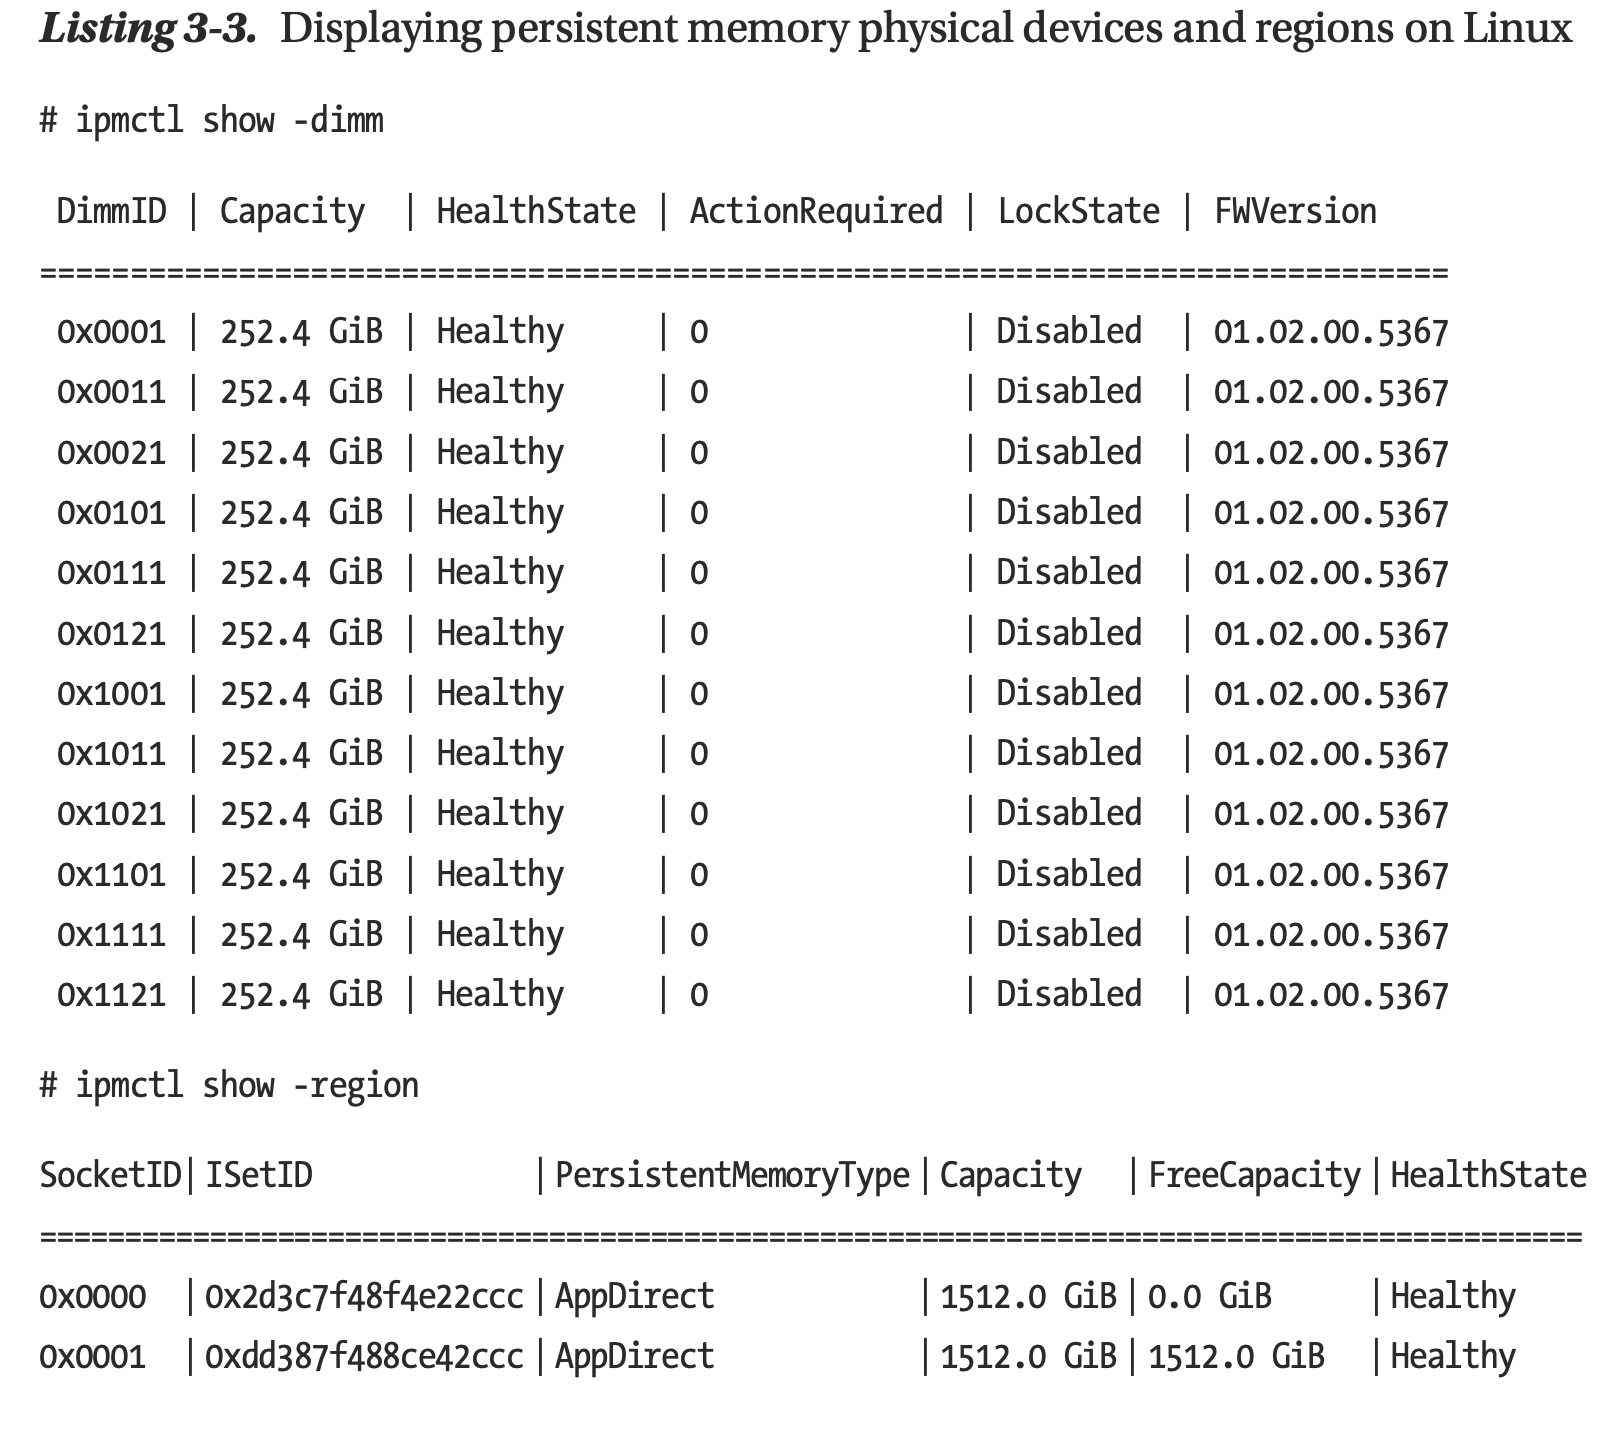 Listing 3-3. Displaying persistent memory physical devices and regions on Linux
# ipmctl show -dimm
DimmID | Capacity | HealthState | ActionRequired | LockState | FWVersion
==============================================================================
0x0001 | 252.4 GiB | Healthy | 0 | Disabled | 01.02.00.5367
0x0011 | 252.4 GiB | Healthy | 0 | Disabled | 01.02.00.5367
0x0021 | 252.4 GiB | Healthy | 0 | Disabled | 01.02.00.5367
0x0101 | 252.4 GiB | Healthy | 0 | Disabled | 01.02.00.5367
0x0111 | 252.4 GiB | Healthy | 0 | Disabled | 01.02.00.5367
0x0121 | 252.4 GiB | Healthy | 0 | Disabled | 01.02.00.5367
0x1001 | 252.4 GiB | Healthy | 0 | Disabled | 01.02.00.5367
0x1011 | 252.4 GiB | Healthy | 0 | Disabled | 01.02.00.5367
0x1021 | 252.4 GiB | Healthy | 0 | Disabled | 01.02.00.5367
0x1101 | 252.4 GiB | Healthy | 0 | Disabled | 01.02.00.5367
0x1111 | 252.4 GiB | Healthy | 0 | Disabled | 01.02.00.5367
0x1121 | 252.4 GiB | Healthy | 0 | Disabled | 01.02.00.5367
# ipmctl show -region
SocketID|ISetID |PersistentMemoryType|Capacity |FreeCapacity|HealthState
=======================================================================================
0x0000 |0x2d3c7f48f4e22ccc|AppDirect |1512.0 GiB|0.0 GiB |Healthy
0x0001 |0xdd387f488ce42ccc|AppDirect |1512.0 GiB|1512.0 GiB |Healthy